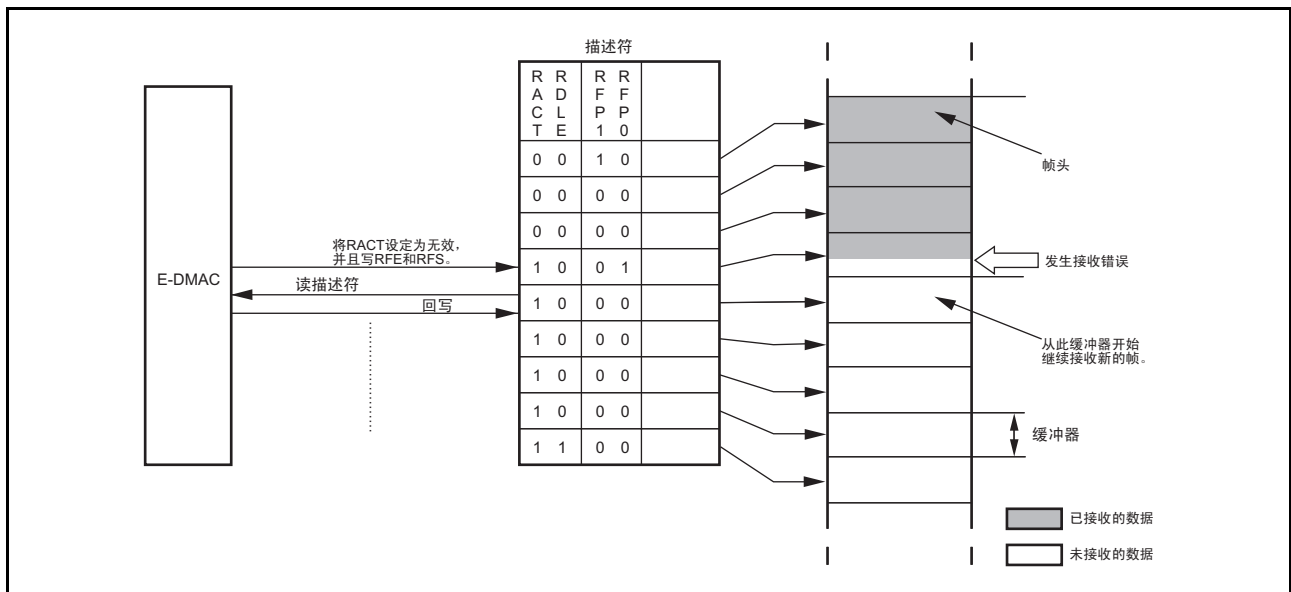 描述符
R R R R
A D F F
C L P P
T E 1 0
0 0 1 0
0 0 0 0
0 0 0 0
1 0 0 1
1 0 0 0
1 0 0 0
1 0 0 0
1 0 0 0
1 1 0 0
E-DMAC
将RACT设定为无效，
并且写RFE和RFS。
读描述符
回写
帧头
发生接收错误
从此缓冲器开始
继续接收新的帧。
缓冲器
已接收的数据
未接收的数据